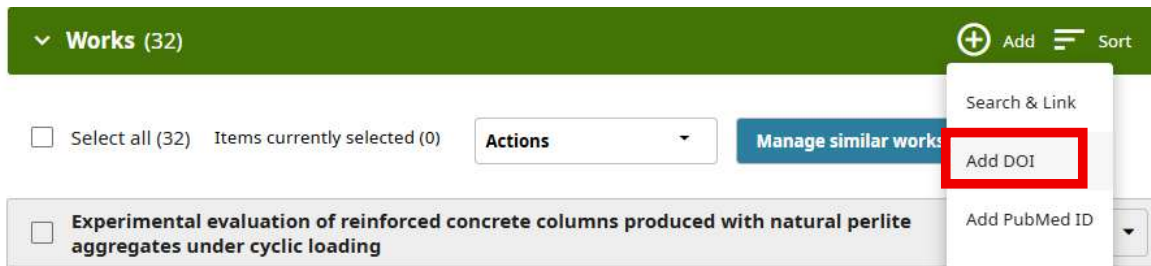 Works (32)
Add
Sort
Search & Link
Select all (32)
Items currently selected (0)
Actions
Manage similar works
Add DOI
Experimental evaluation of reinforced concrete columns produced with natural perlite
aggregates under cyclic loading
Add PubMed ID